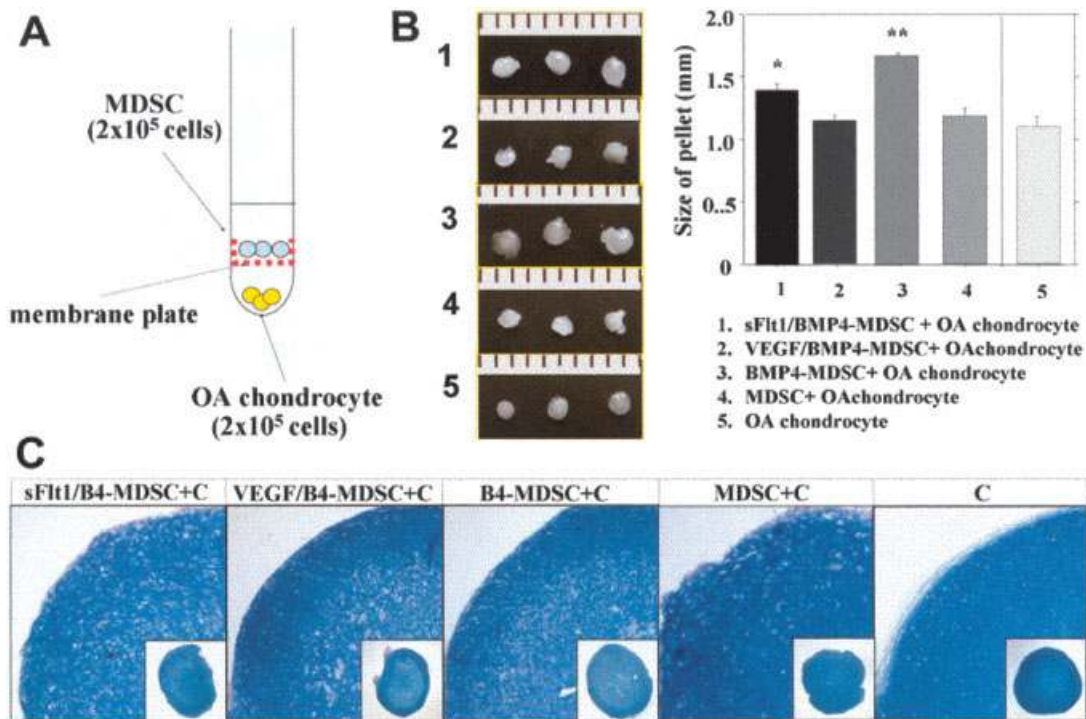 A
MDSC
(2x10⁵ cells)
membrane plate
OA chondrocyte
(2x10⁵ cells)
B
1
2
3
4
5
Size of pellet (mm)
2.0
1.5
1.0
0..5
0
*
**
1 2 3 4 5
1. sFlt1/BMP4-MDSC + OA chondrocyte
2. VEGF/BMP4-MDSC+ OAchondrocyte
3. BMP4-MDSC+ OA chondrocyte
4. MDSC+ OAchondrocyte
5. OA chondrocyte
C
sFlt1/B4-MDSC+C VEGF/B4-MDSC+C B4-MDSC+C MDSC+C C